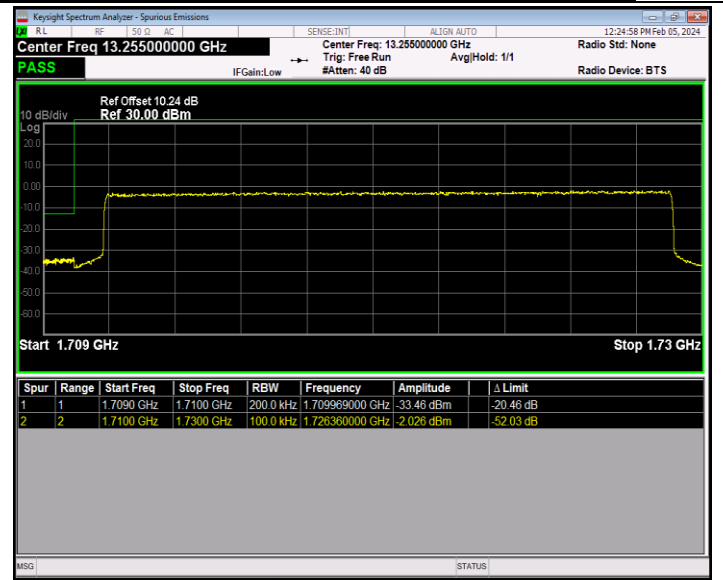 Keysight Spectrum Analyzer - Spurious Emissions
RL RF 50 Ω AC SENSE:INT ALIGN AUTO 12:24:58 PM Feb 05, 2024
Center Freq 13.255000000 GHz Center Freq: 13.255000000 GHz Radio Std: None
Trig: Free Run Avg|Hold: 1/1
PASS IFGain:Low #Atten: 40 dB Radio Device: BTS
Ref Offset 10.24 dB
10 dB/div Ref 30.00 dBm
Log
20.0
10.0
0.00
-10.0
-20.0
-30.0
-40.0
-50.0
-60.0
Start 1.709 GHz Stop 1.73 GHz
Spur Range Start Freq Stop Freq RBW Frequency Amplitude Δ Limit
1 1 1.7090 GHz 1.7100 GHz 200.0 kHz 1.709969000 GHz -33.46 dBm -20.46 dB
2 2 1.7100 GHz 1.7300 GHz 100.0 kHz 1.726360000 GHz -2.026 dBm -52.03 dB
MSG STATUS